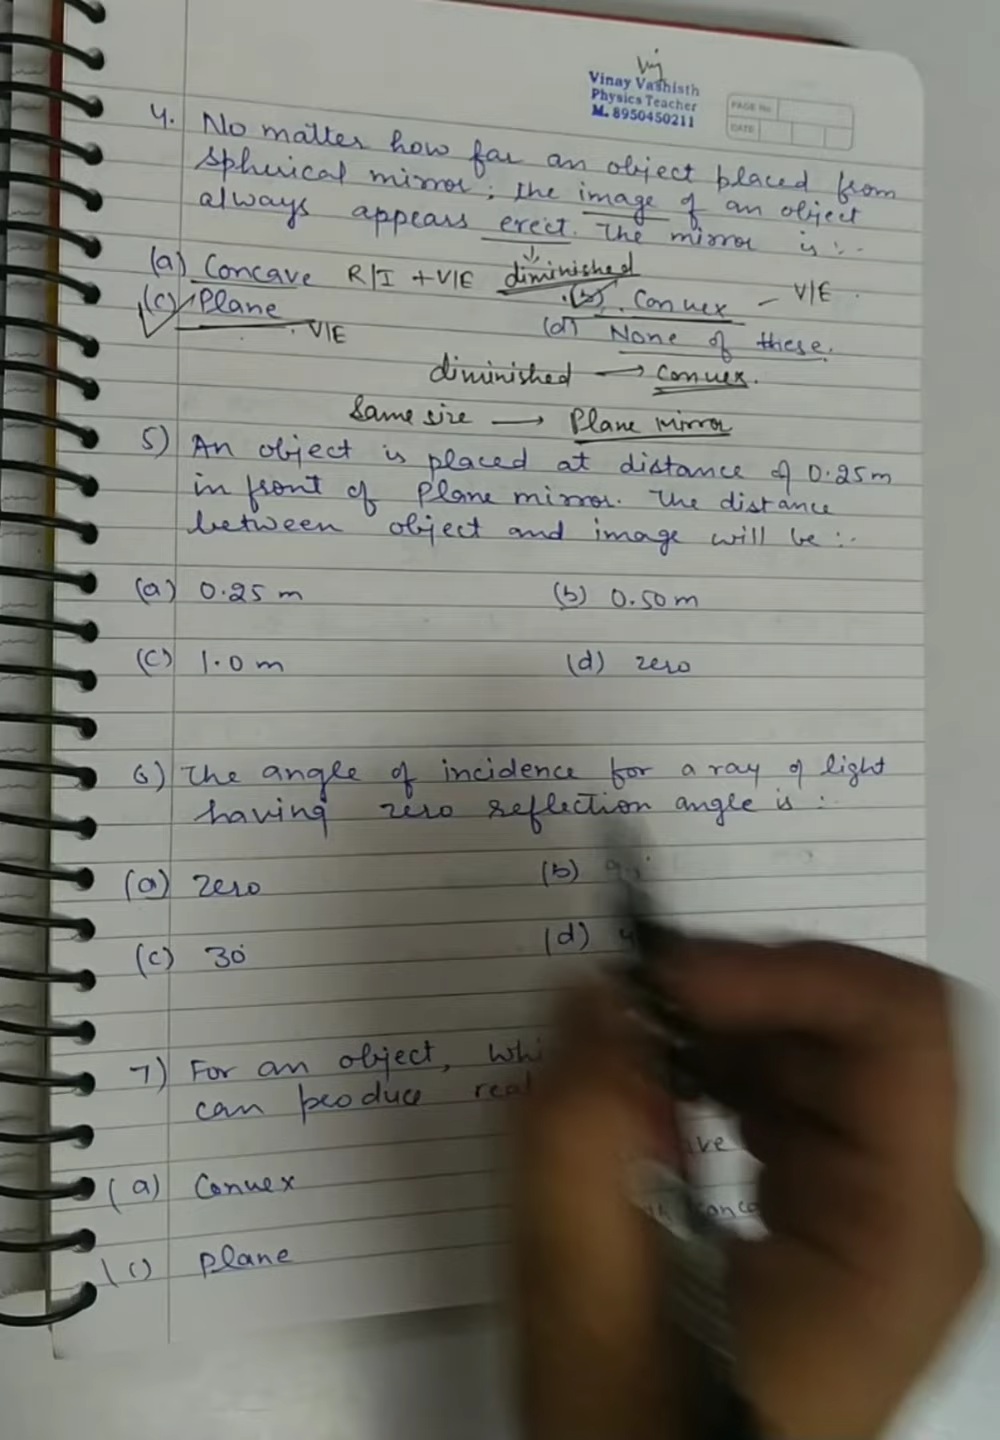 Vij
Vinay Vashisth
Physics Teacher
M. 8950450211
PAGE No.
DATE
4. No matter how far an object placed from
spherical mirror, the image of an object
always appears erect. The mirror is :-
(a) Concave R/I + V/E diminished
(b) Convex - V/E
(c) Plane V/E
(d) None of these.
diminished → Convex.
Same size → Plane Mirror
5) An object is placed at distance of 0.25m
in front of Plane mirror. The distance
between object and image will be :-
(a) 0.25 m (b) 0.50 m
(c) 1.0 m (d) zero
6) The angle of incidence for a ray of light
having zero reflection angle is :
(a) zero (b)
(c) 30° (d)
7) For an object,
can produce
(a) Convex
(c) Plane